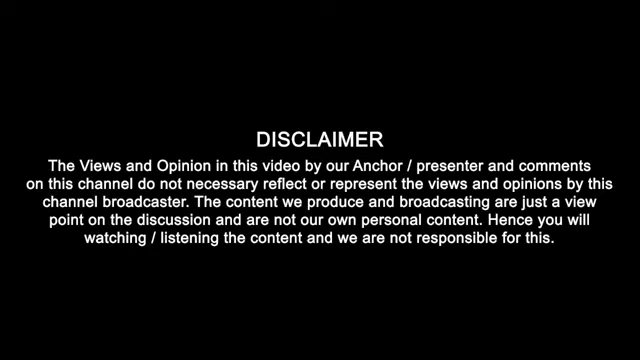 DISCLAIMER
The Views and Opinion in this video by our Anchor / presenter and comments
on this channel do not necessary reflect or represent the views and opinions by this
channel broadcaster. The content we produce and broadcasting are just a view
point on the discussion and are not our own personal content. Hence you will
watching / listening the content and we are not responsible for this.